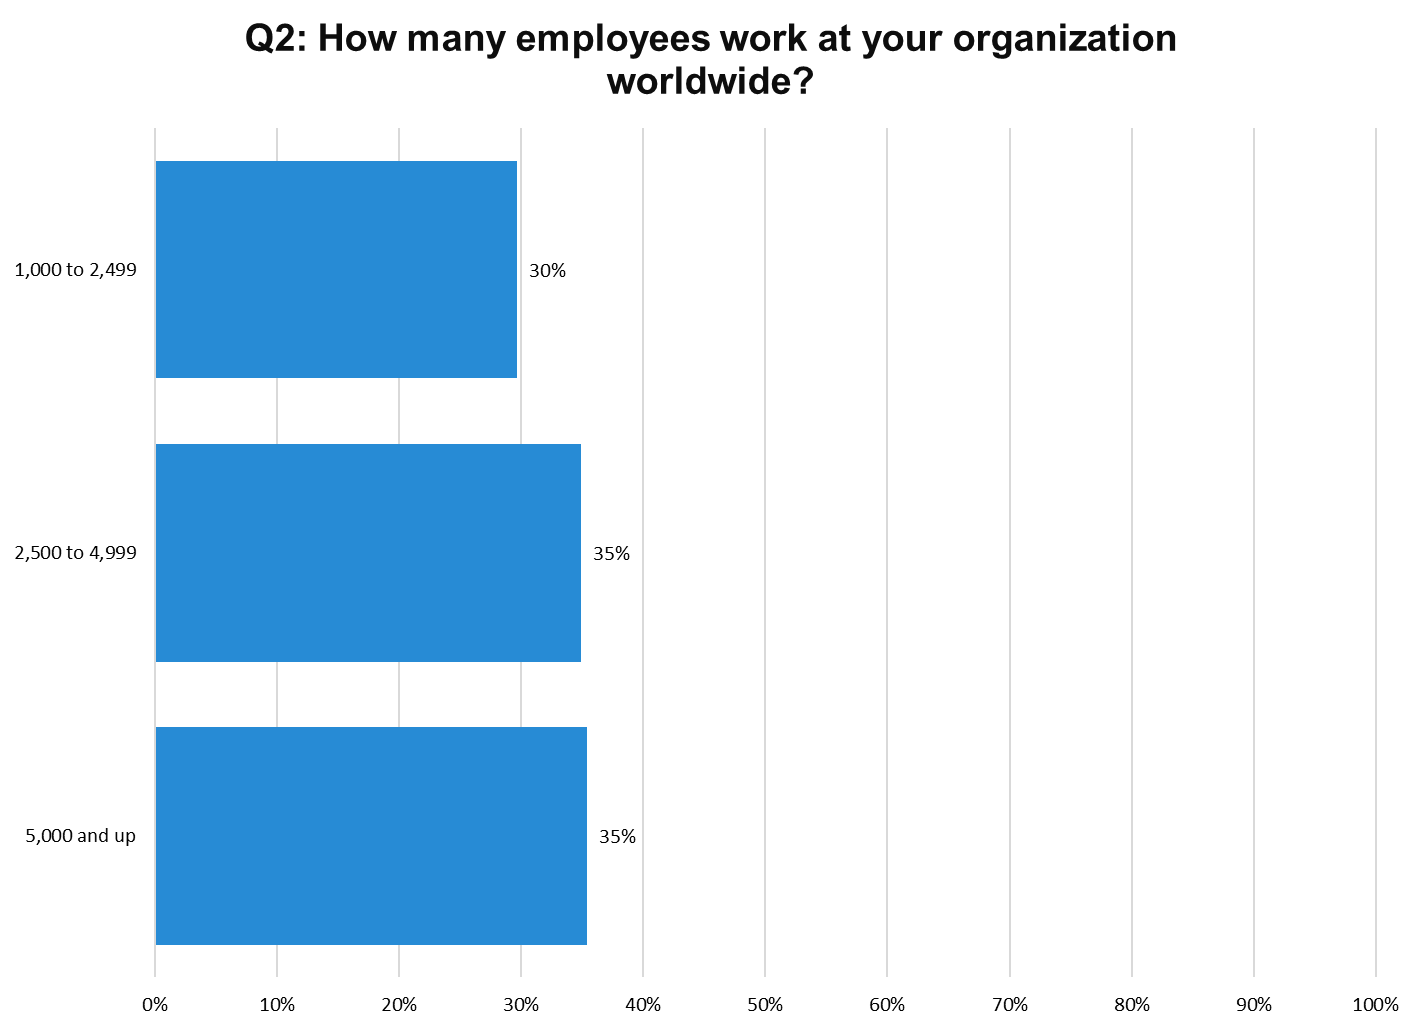 Q2: How many employees work at your organization
worldwide?
1,000 to 2,499
30%
2,500 to 4,999
35%
5,000 and up
35%
0% 10% 20% 30% 40% 50% 60% 70% 80% 90% 100%